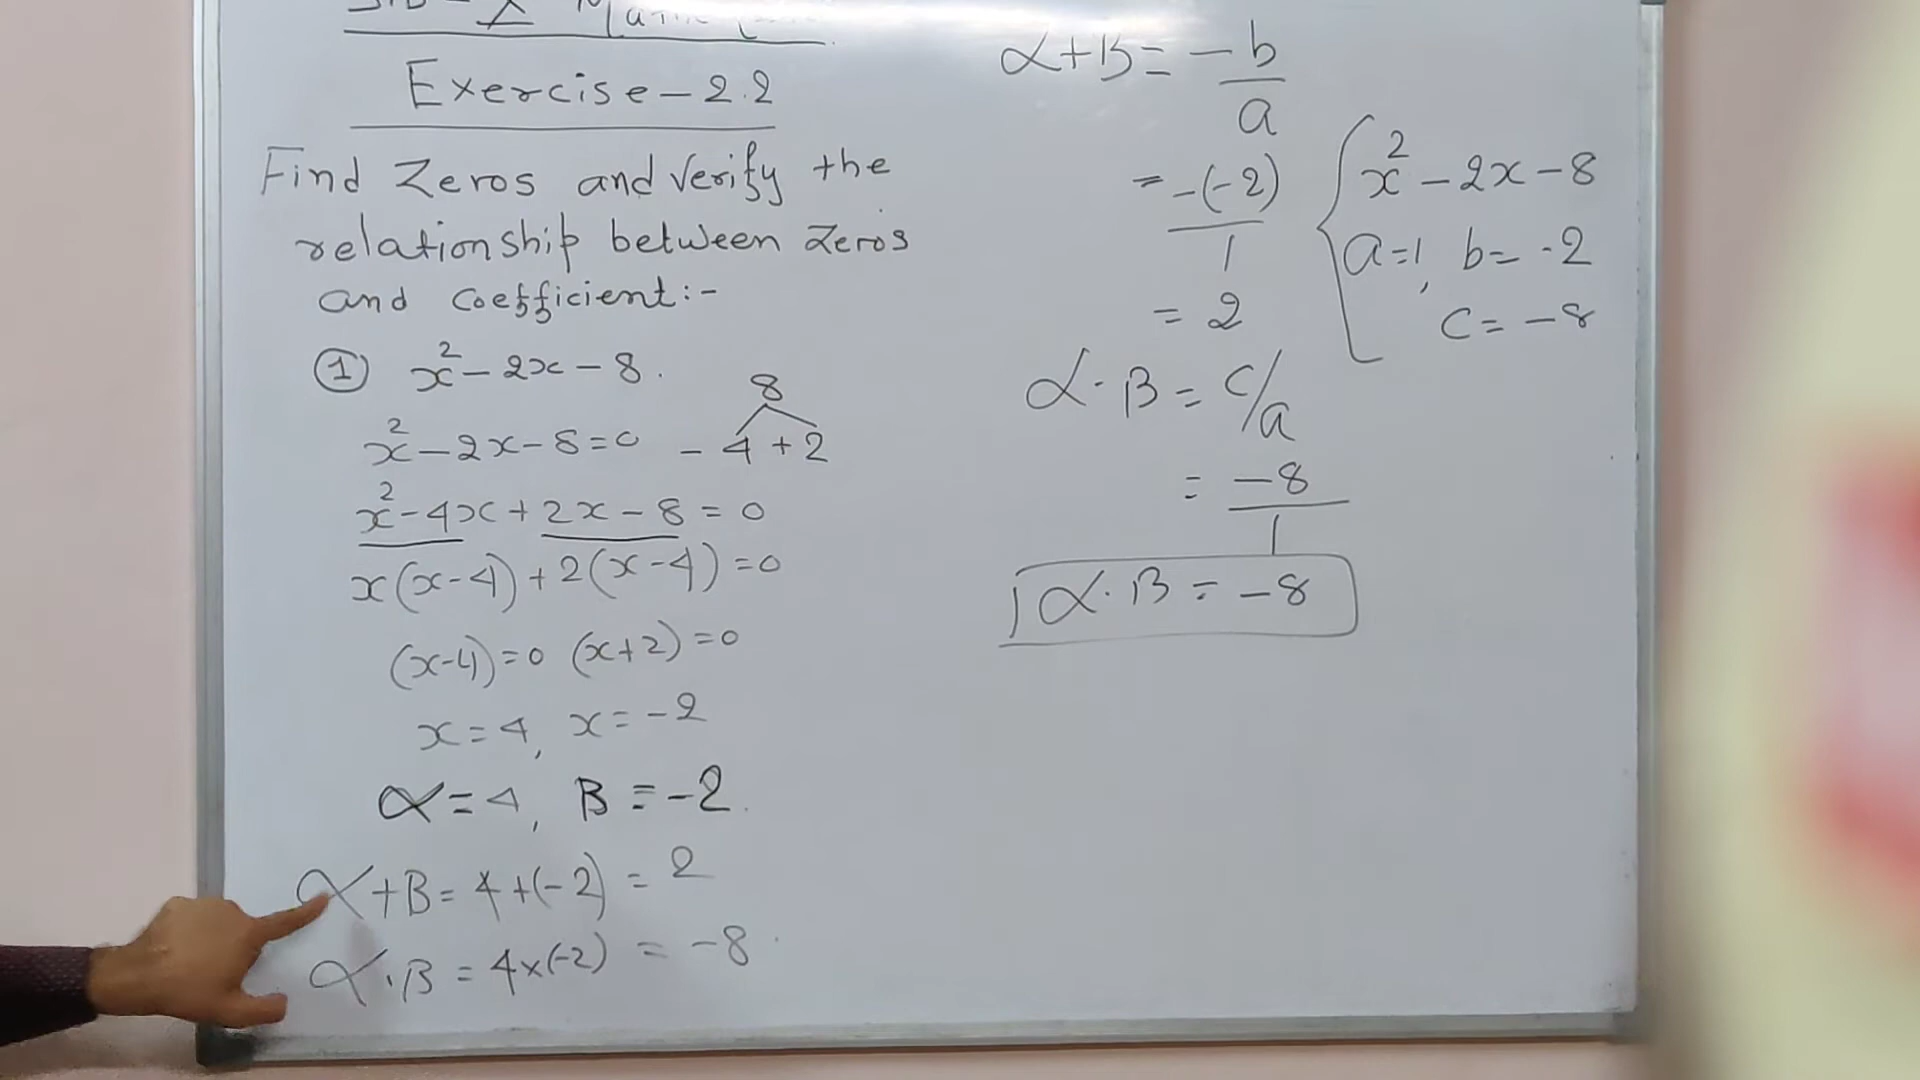 Exercise-2.2
Find Zeros and Verify the
relationship between Zeros
and Coefficient:-
① x² - 2x - 8.
8
x² - 2x - 8 = 0   - 4 + 2
x² - 4x + 2x - 8 = 0
x(x-4) + 2(x-4) = 0
(x-4) = 0 (x+2) = 0
x = 4, x = -2
α = 4, β = -2.
α + β = 4 + (-2) = 2
α · β = 4 × (-2) = -8.
α + β = -b/a
= -(-2)/1
= 2
x² - 2x - 8
a = 1, b = -2
c = -8
α · β = c/a
= -8/1
α · β = -8